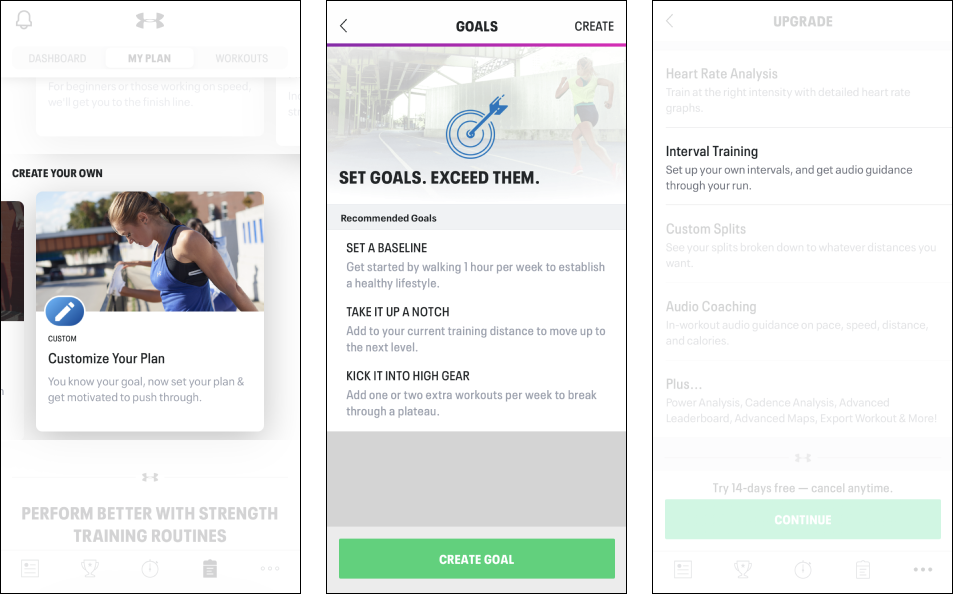 DASHBOARD
MY PLAN
WORKOUTS
For beginners or those working on speed,
we'll get you to the finish line.
CREATE YOUR OWN
CUSTOM
Customize Your Plan
You know your goal, now set your plan &
get motivated to push through.
PERFORM BETTER WITH STRENGTH
TRAINING ROUTINES
GOALS
CREATE
SET GOALS. EXCEED THEM.
Recommended Goals
SET A BASELINE
Get started by walking 1 hour per week to establish
a healthy lifestyle.
TAKE IT UP A NOTCH
Add to your current training distance to move up to
the next level.
KICK IT INTO HIGH GEAR
Add one or two extra workouts per week to break
through a plateau.
CREATE GOAL
UPGRADE
Heart Rate Analysis
Train at the right intensity with detailed heart rate
graphs.
Interval Training
Set up your own intervals, and get audio guidance
through your run.
Custom Splits
See your splits broken down to whatever distances you
want.
Audio Coaching
In-workout audio guidance on pace, speed, distance,
and calories.
Plus...
Power Analysis, Cadence Analysis, Advanced
Leaderboard, Advanced Maps, Export Workout & More!
Try 14-days free — cancel anytime.
CONTINUE